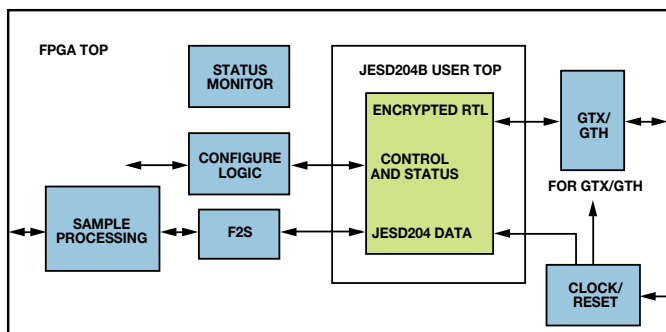 FPGA TOP
STATUS
MONITOR
JESD204B USER TOP
ENCRYPTED RTL
GTX/
GTH
CONFIGURE
LOGIC
CONTROL
AND STATUS
FOR GTX/GTH
SAMPLE
PROCESSING
F2S
JESD204 DATA
CLOCK/
RESET